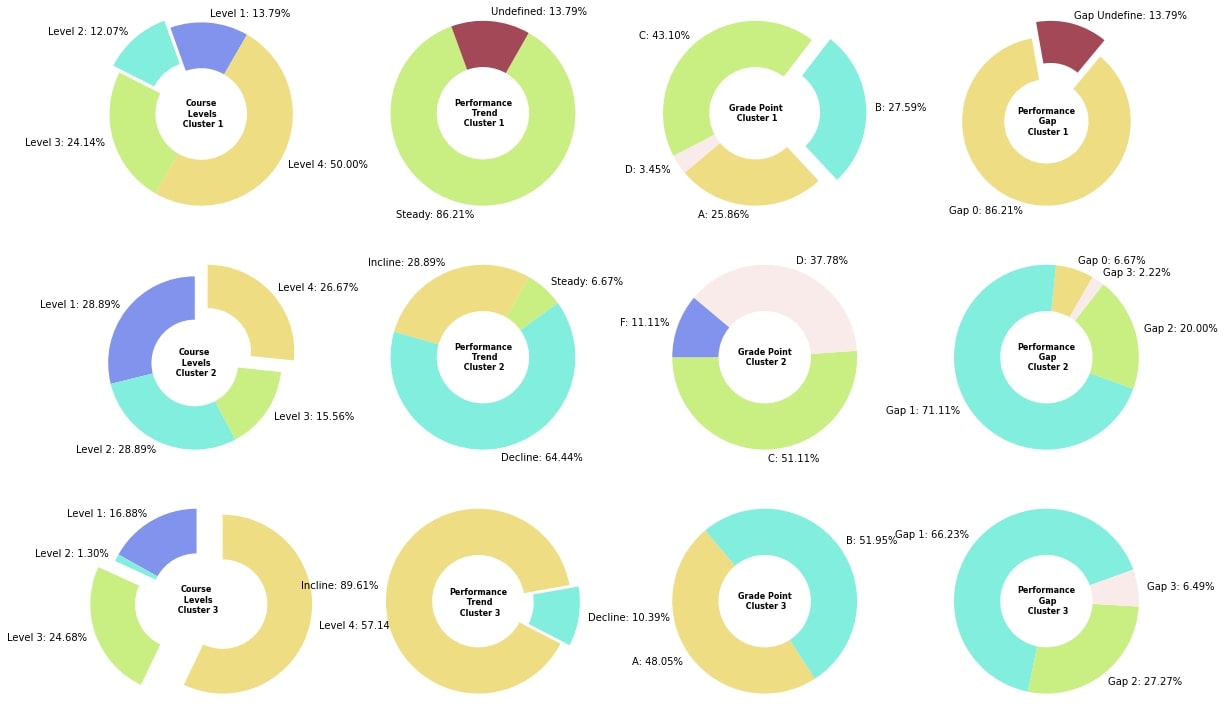 Level 1: 13.79%
Level 2: 12.07%
Level 3: 24.14%
Level 4: 50.00%
Course
Levels
Cluster 1
Undefined: 13.79%
Steady: 86.21%
Performance
Trend
Cluster 1
C: 43.10%
B: 27.59%
D: 3.45%
A: 25.86%
Grade Point
Cluster 1
Gap Undefine: 13.79%
Gap 0: 86.21%
Performance
Gap
Cluster 1
Level 1: 28.89%
Level 4: 26.67%
Level 3: 15.56%
Level 2: 28.89%
Course
Levels
Cluster 2
Incline: 28.89%
Steady: 6.67%
Decline: 64.44%
Performance
Trend
Cluster 2
D: 37.78%
F: 11.11%
C: 51.11%
Grade Point
Cluster 2
Gap 0: 6.67%
Gap 3: 2.22%
Gap 2: 20.00%
Gap 1: 71.11%
Performance
Gap
Cluster 2
Level 1: 16.88%
Level 2: 1.30%
Level 3: 24.68%
Level 4: 57.14
Course
Levels
Cluster 3
Incline: 89.61%
Decline: 10.39%
Performance
Trend
Cluster 3
B: 51.95%
A: 48.05%
Grade Point
Cluster 3
Gap 1: 66.23%
Gap 3: 6.49%
Gap 2: 27.27%
Performance
Gap
Cluster 3